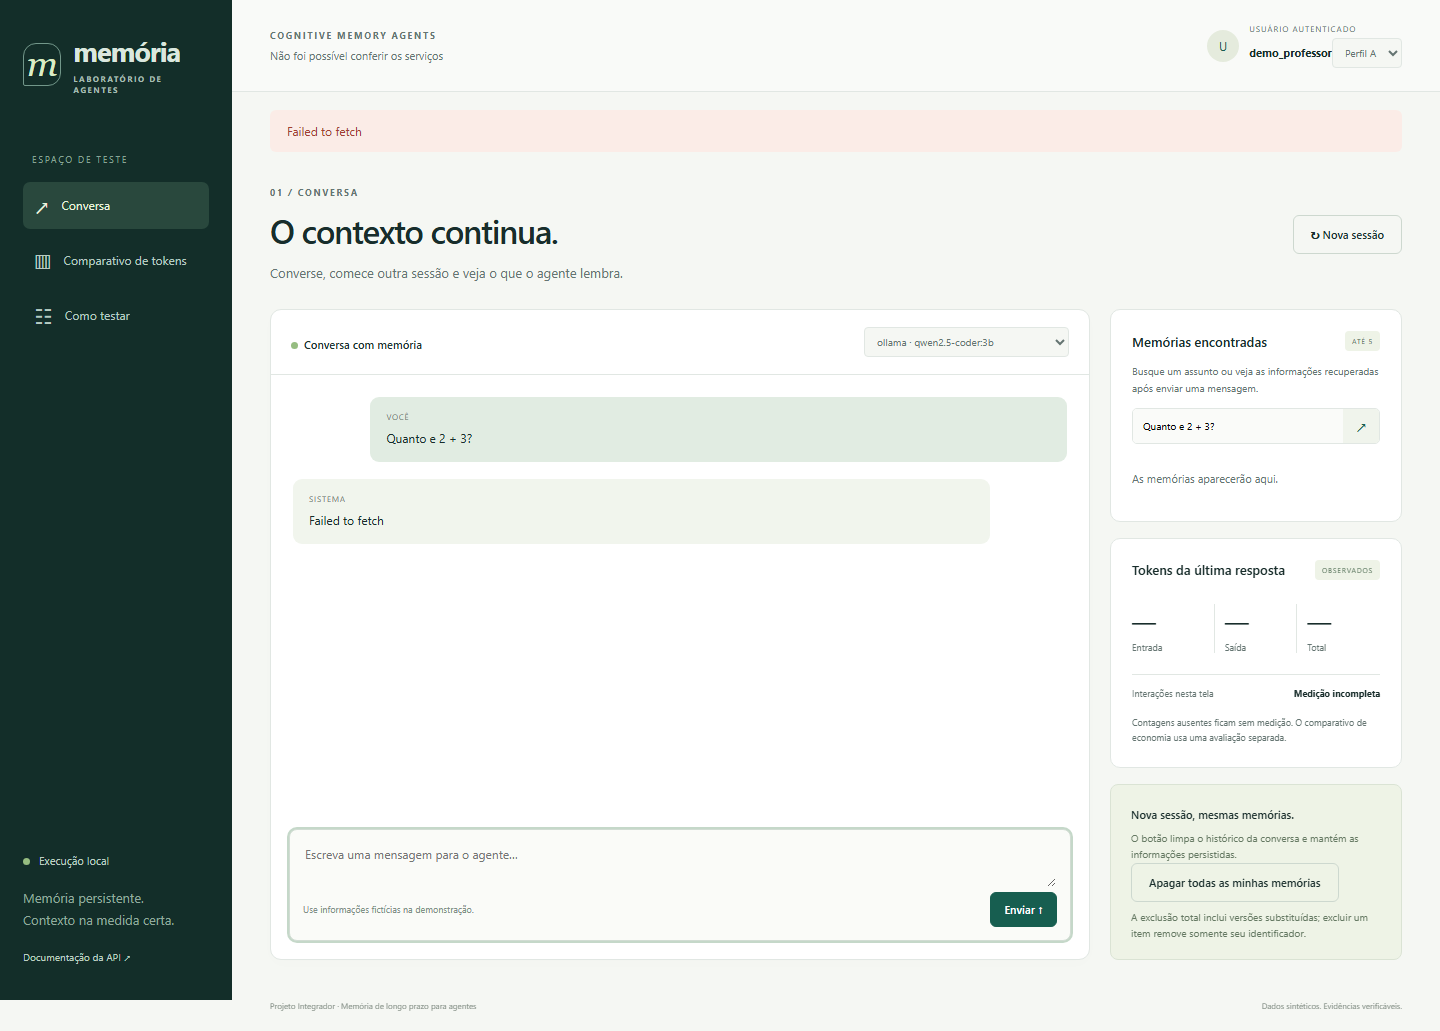 m
memória
LABORATÓRIO DE
AGENTES
ESPAÇO DE TESTE
Conversa
Comparativo de tokens
Como testar
Execução local
Memória persistente.
Contexto na medida certa.
Documentação da API ↗
COGNITIVE MEMORY AGENTS
Não foi possível conferir os serviços
U
USUÁRIO AUTENTICADO
demo_professor
Perfil A
Failed to fetch
01 / CONVERSA
O contexto continua.
Converse, comece outra sessão e veja o que o agente lembra.
↻ Nova sessão
Conversa com memória
ollama · qwen2.5-coder:3b
VOCÊ
Quanto e 2 + 3?
SISTEMA
Failed to fetch
Escreva uma mensagem para o agente...
Use informações fictícias na demonstração.
Enviar ↑
Memórias encontradas
ATÉ 5
Busque um assunto ou veja as informações recuperadas
após enviar uma mensagem.
Quanto e 2 + 3?
↗
As memórias aparecerão aqui.
Tokens da última resposta
OBSERVADOS
—
—
—
Entrada
Saída
Total
Interações nesta tela
Medição incompleta
Contagens ausentes ficam sem medição. O comparativo de
economia usa uma avaliação separada.
Nova sessão, mesmas memórias.
O botão limpa o histórico da conversa e mantém as
informações persistidas.
Apagar todas as minhas memórias
A exclusão total inclui versões substituídas; excluir um
item remove somente seu identificador.
Projeto Integrador · Memória de longo prazo para agentes
Dados sintéticos. Evidências verificáveis.